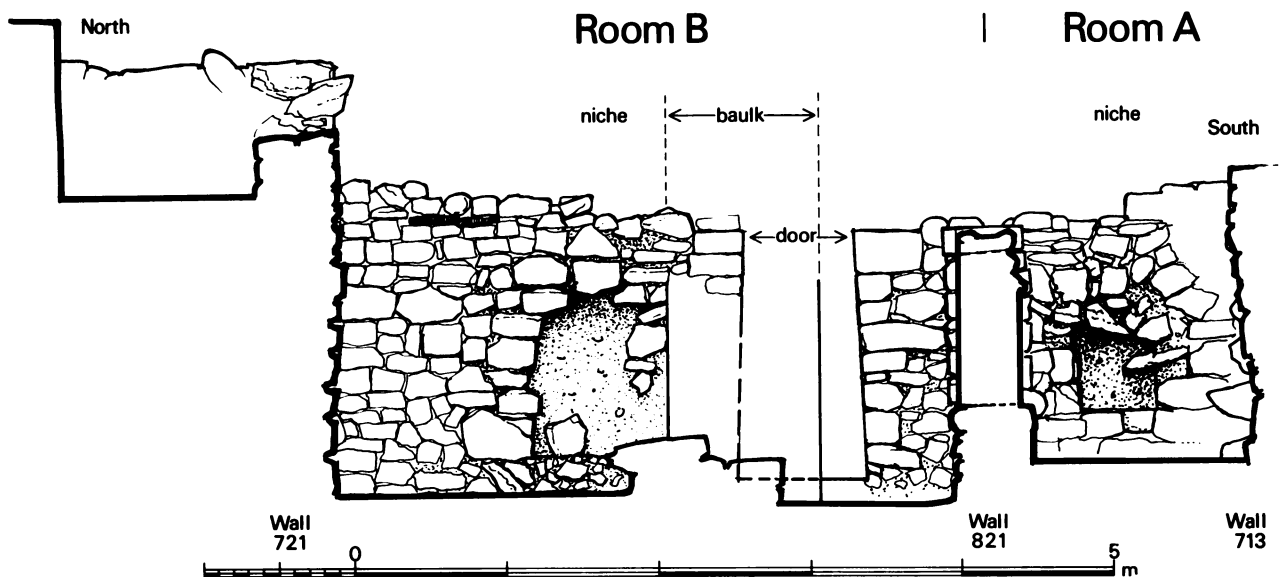 North
Room B | Room A
niche
baulk
niche
South
door
Wall
721
Wall
821
Wall
713
0
5
m